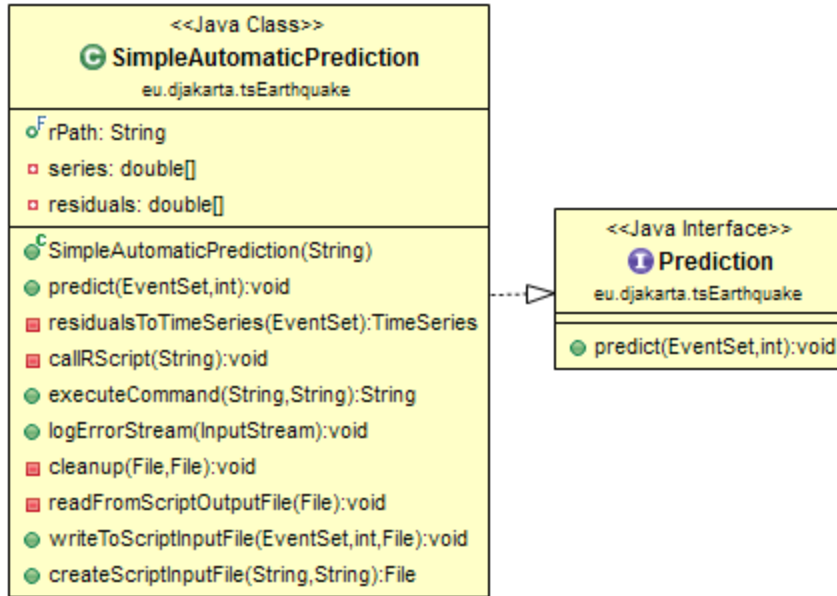 <<Java Class>>
C SimpleAutomaticPrediction
eu.djakarta.tsEarthquake
F rPath: String
series: double[]
residuals: double[]
C SimpleAutomaticPrediction(String)
predict(EventSet,int):void
residualsToTimeSeries(EventSet):TimeSeries
callRScript(String):void
executeCommand(String,String):String
logErrorStream(InputStream):void
cleanup(File,File):void
readFromScriptOutputFile(File):void
writeToScriptInputFile(EventSet,int,File):void
createScriptInputFile(String,String):File
<<Java Interface>>
I Prediction
eu.djakarta.tsEarthquake
predict(EventSet,int):void